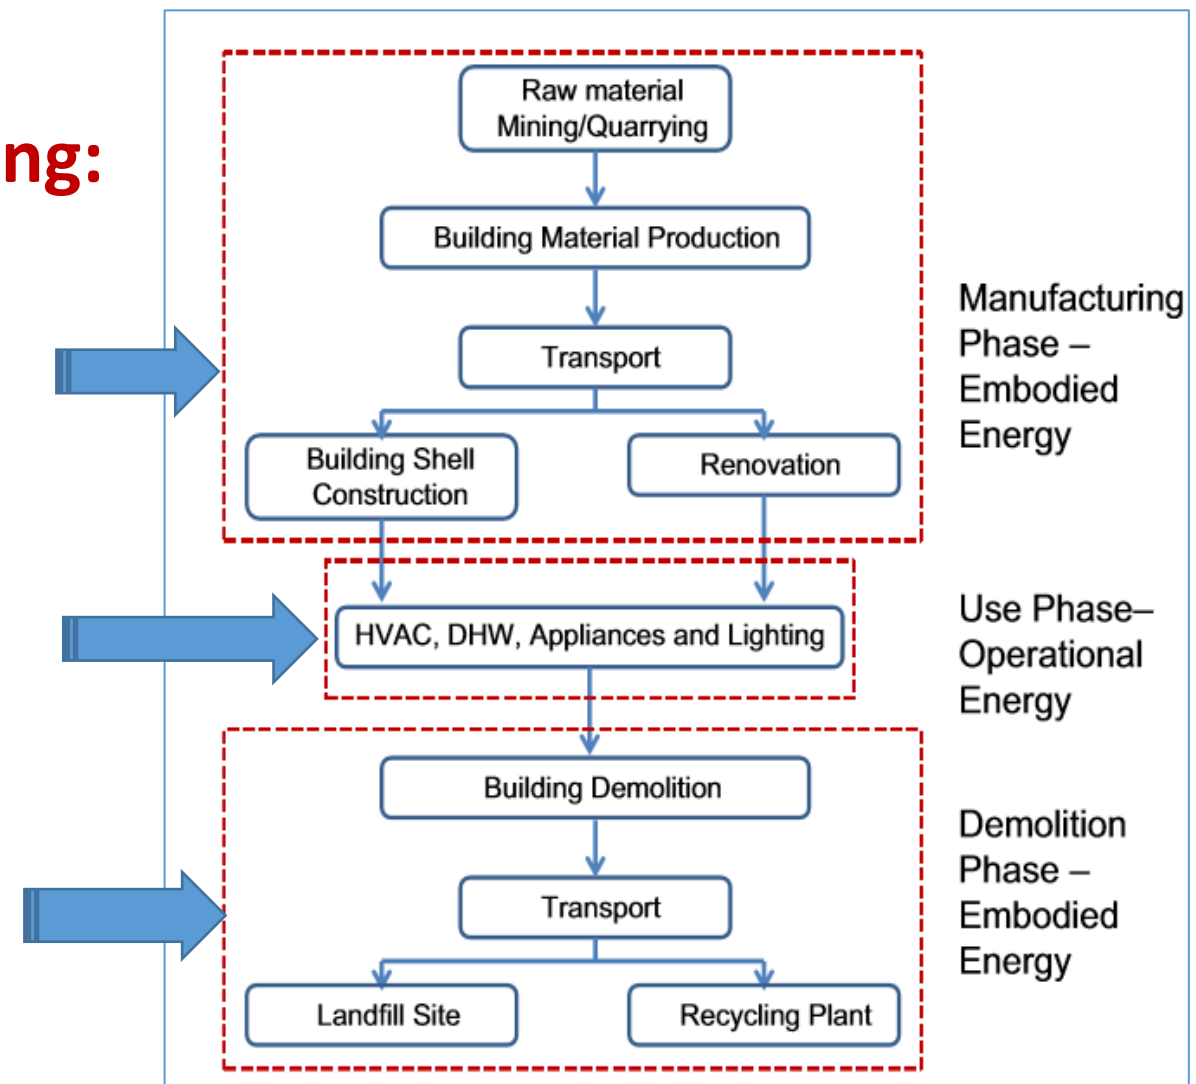 ng:
Raw material
Mining/Quarrying
Building Material Production
Transport
Building Shell
Construction
Renovation
Manufacturing
Phase –
Embodied
Energy
HVAC, DHW, Appliances and Lighting
Use Phase–
Operational
Energy
Building Demolition
Transport
Landfill Site
Recycling Plant
Demolition
Phase –
Embodied
Energy